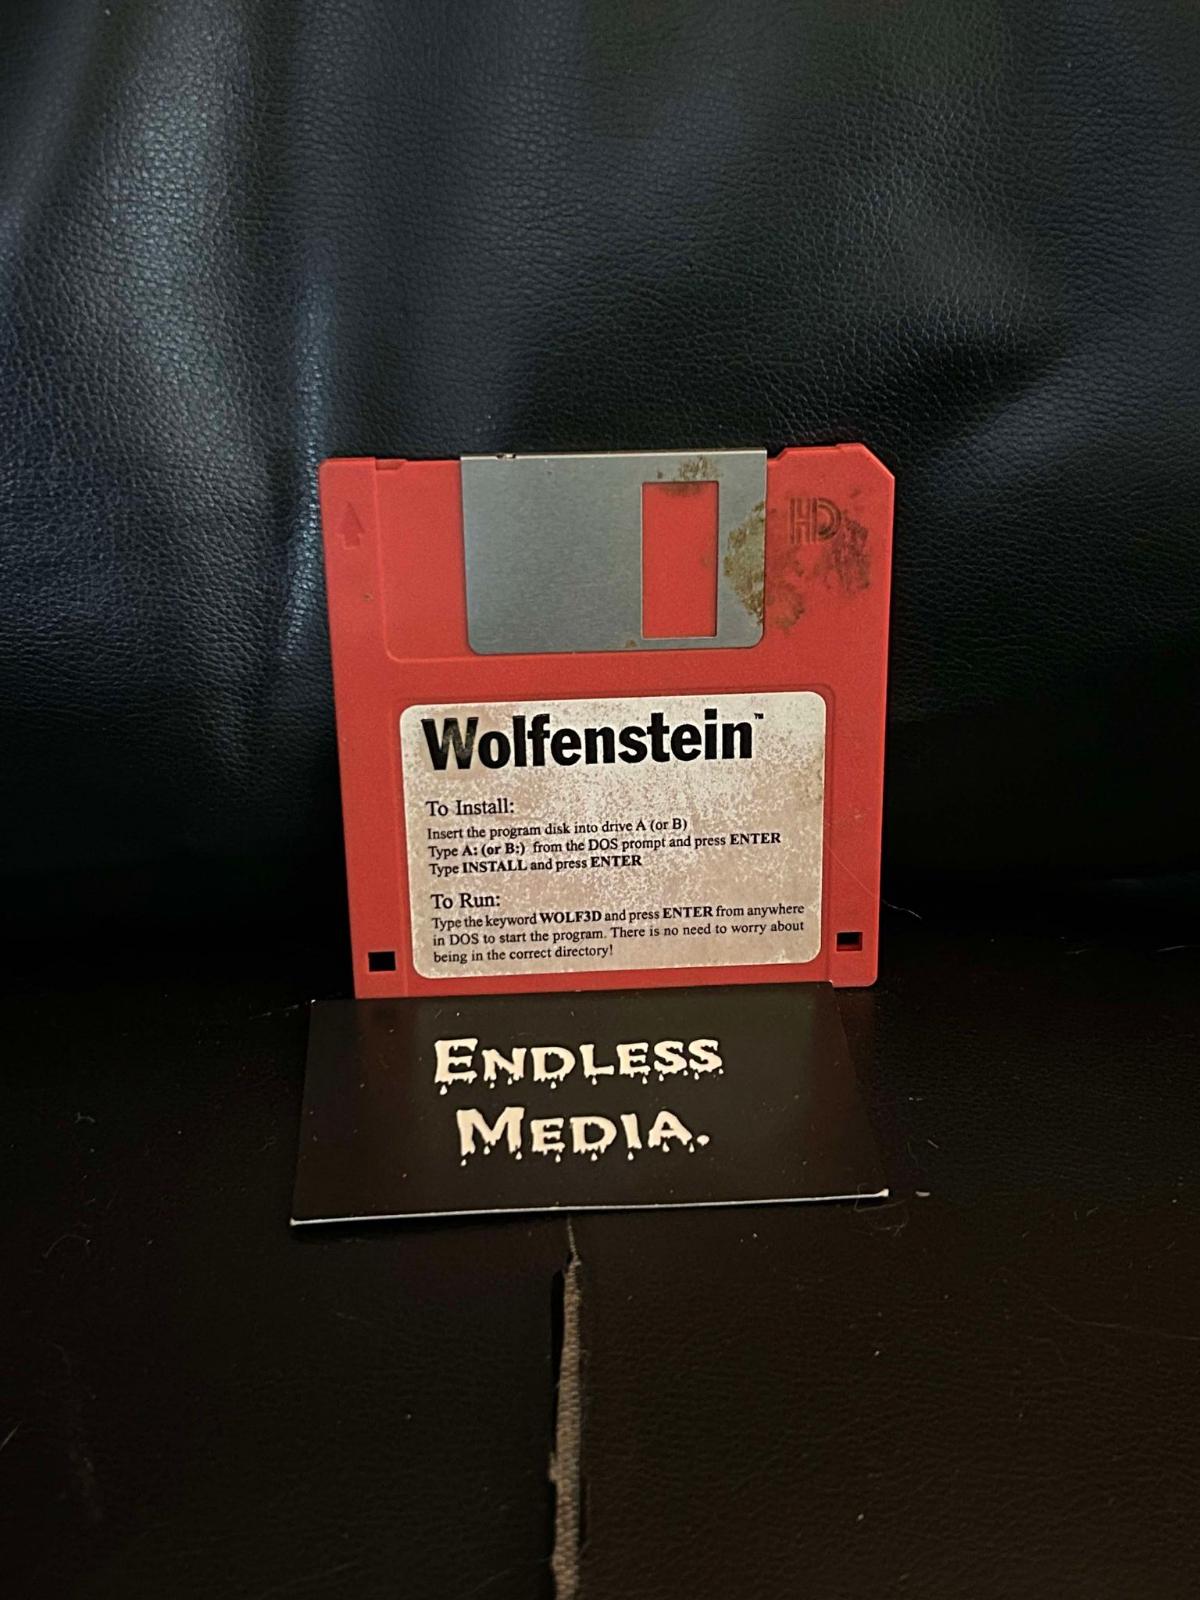 HD
Wolfenstein™
To Install:
Insert the program disk into drive A (or B)
Type A: (or B:) from the DOS prompt and press ENTER
Type INSTALL and press ENTER
To Run:
Type the keyword WOLF3D and press ENTER from anywhere
in DOS to start the program. There is no need to worry about
being in the correct directory!
ENDLESS
MEDIA.